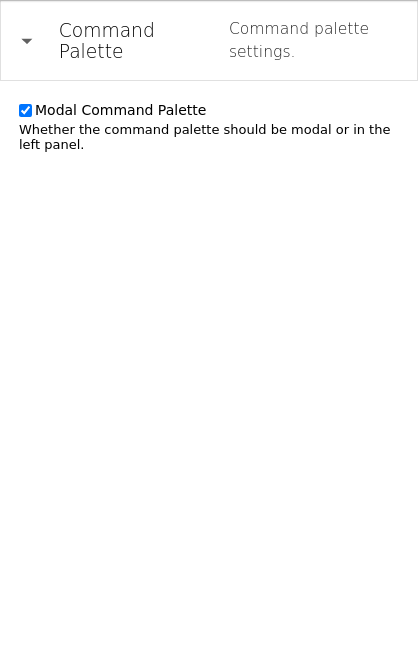 Command
Palette
Command palette
settings.
Modal Command Palette
Whether the command palette should be modal or in the
left panel.